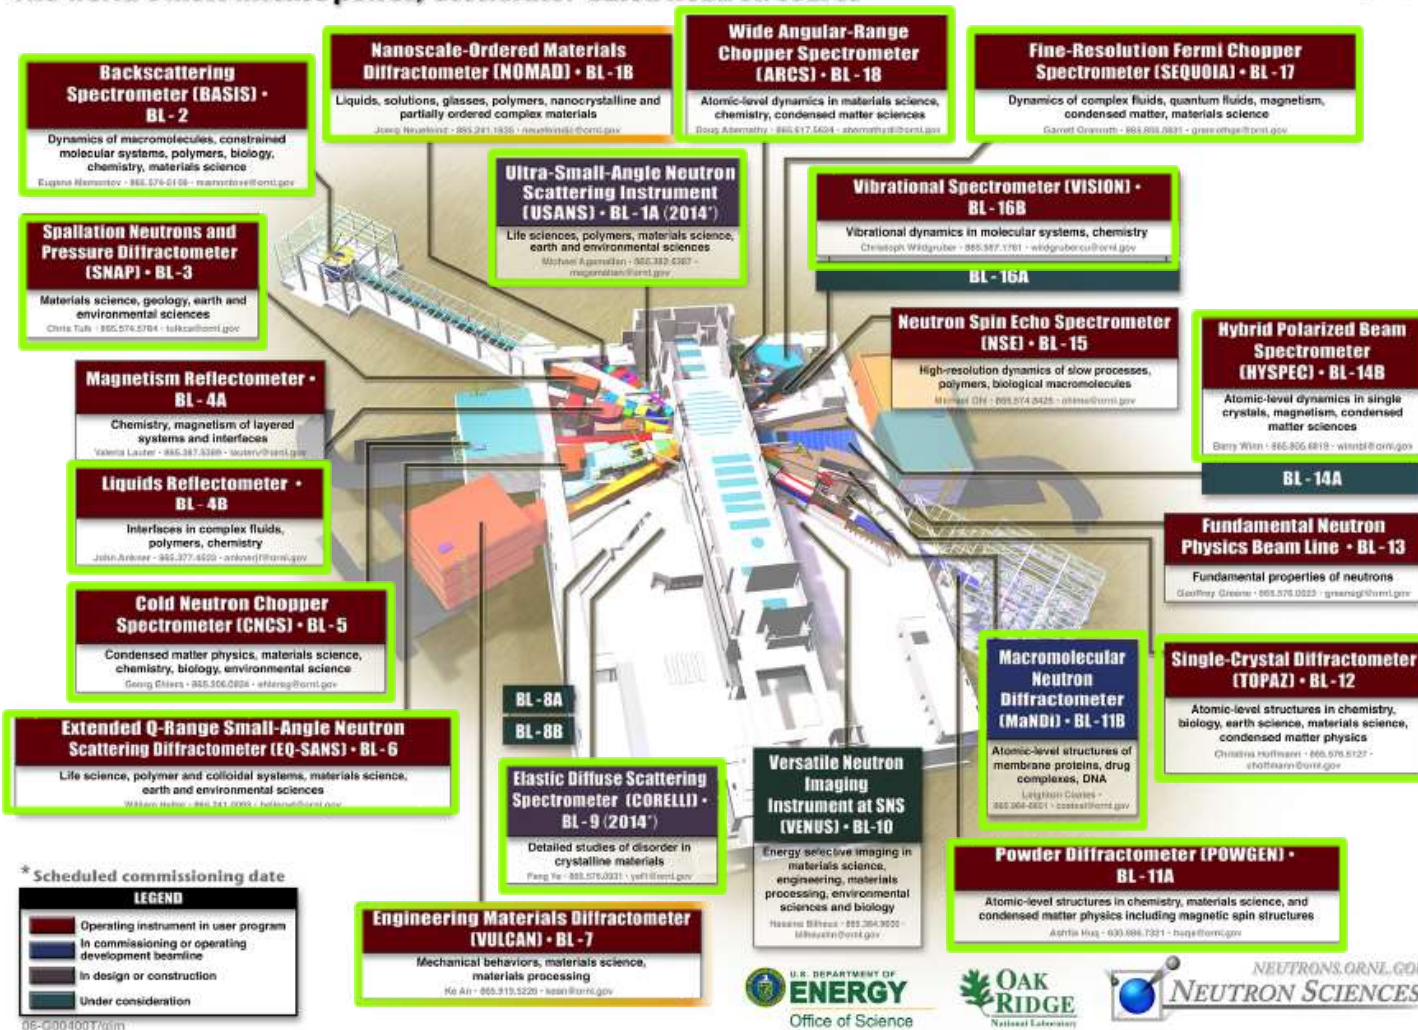 Backscattering
Spectrometer (BASIS) •
BL - 2
Dynamics of macromolecules, constrained
molecular systems, polymers, biology,
chemistry, materials science
Nanoscale-Ordered Materials
Diffractometer (NOMAD) • BL - 1B
Liquids, solutions, glasses, polymers, nanocrystalline and
partially ordered complex materials
Wide Angular-Range
Chopper Spectrometer
(ARCS) • BL - 18
Atomic-level dynamics in materials science,
chemistry, condensed matter sciences
Fine-Resolution Fermi Chopper
Spectrometer (SEQUOIA) • BL - 17
Dynamics of complex fluids, quantum fluids, magnetism,
condensed matter, materials science
Ultra-Small-Angle Neutron
Scattering Instrument
(USANS) • BL - 1A (2014*)
Life sciences, polymers, materials science,
earth and environmental sciences
Vibrational Spectrometer (VISION) •
BL - 16B
Vibrational dynamics in molecular systems, chemistry
BL - 16A
Spallation Neutrons and
Pressure Diffractometer
(SNAP) • BL - 3
Materials science, geology, earth and
environmental sciences
Neutron Spin Echo Spectrometer
(NSE) • BL - 15
High-resolution dynamics of slow processes,
polymers, biological macromolecules
Hybrid Polarized Beam
Spectrometer
(HYSPEC) • BL - 14B
Atomic-level dynamics in single
crystals, magnetism, condensed
matter sciences
BL - 14A
Magnetism Reflectometer •
BL - 4A
Chemistry, magnetism of layered
systems and interfaces
Liquids Reflectometer •
BL - 4B
Interfaces in complex fluids,
polymers, chemistry
Fundamental Neutron
Physics Beam Line • BL - 13
Fundamental properties of neutrons
Cold Neutron Chopper
Spectrometer (CNCS) • BL - 5
Condensed matter physics, materials science,
chemistry, biology, environmental science
Macromolecular
Neutron
Diffractometer
(MaNDi) • BL - 11B
Atomic-level structures of
membrane proteins, drug
complexes, DNA
Single-Crystal Diffractometer
(TOPAZ) • BL - 12
Atomic-level structures in chemistry,
biology, earth science, materials science,
condensed matter physics
Extended Q-Range Small-Angle Neutron
Scattering Diffractometer (EQ-SANS) • BL - 6
Life science, polymer and colloidal systems, materials science,
earth and environmental sciences
BL - 8A
BL - 8B
Elastic Diffuse Scattering
Spectrometer (CORELLI) •
BL - 9 (2014*)
Detailed studies of disorder in
crystalline materials
Versatile Neutron
Imaging
Instrument at SNS
(VENUS) • BL-10
Energy selective imaging in
materials science,
engineering, materials
processing, environmental
sciences and biology
Powder Diffractometer (POWGEN) •
BL - 11A
Atomic-level structures in chemistry, materials science, and
condensed matter physics including magnetic spin structures
Engineering Materials Diffractometer
(VULCAN) • BL - 7
Mechanical behaviors, materials science,
materials processing
* Scheduled commissioning date
LEGEND
Operating instrument in user program
In commissioning or operating
development beamline
In design or construction
Under consideration
06-G00400T/gim
U.S. DEPARTMENT OF
ENERGY
Office of Science
OAK
RIDGE
National Laboratory
NEUTRONS.ORNL.GO
NEUTRON SCIENCES